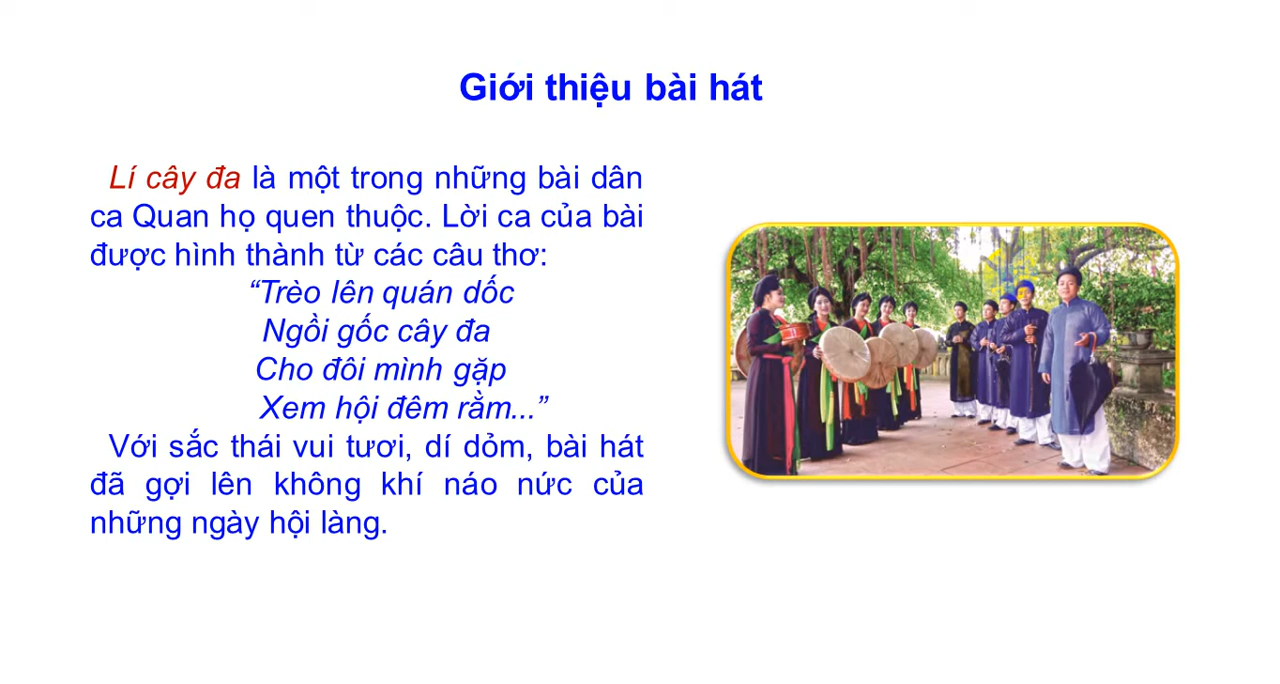 Giới thiệu bài hát
Lí cây đa là một trong những bài dân
ca Quan họ quen thuộc. Lời ca của bài
được hình thành từ các câu thơ:
“Trèo lên quán dốc
Ngồi gốc cây đa
Cho đôi mình gặp
Xem hội đêm rằm...”
Với sắc thái vui tươi, dí dỏm, bài hát
đã gợi lên không khí náo nức của
những ngày hội làng.